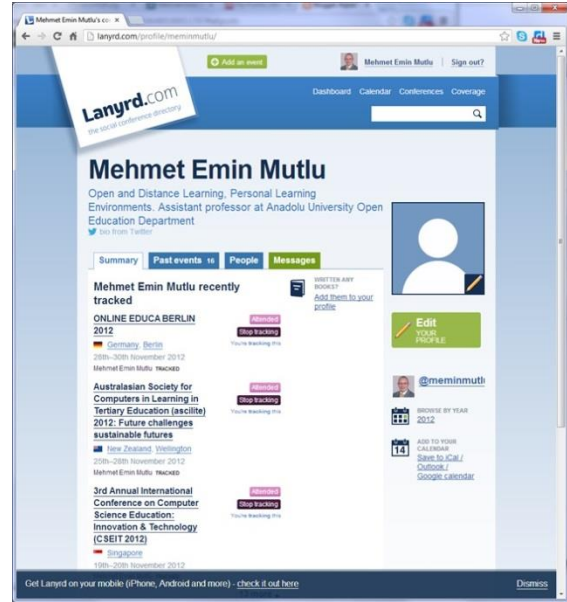 Mehmet Emin Mutlu's co
lanyrd.com/profile/meminmutlu/
Add an event
Mehmet Emin Mutlu
Sign out?
Lanyrd.com
the social conference directory
Dashboard Calendar Conferences Coverage
Mehmet Emin Mutlu
Open and Distance Learning, Personal Learning
Environments. Assistant professor at Anadolu University Open
Education Department
bio from Twitter
Summary
Past events 16
People
Messages
Mehmet Emin Mutlu recently
tracked
ONLINE EDUCA BERLIN
2012
Attended
Stop tracking
You're tracking this
Germany, Berlin
28th–30th November 2012
Mehmet Emin Mutlu TRACKED
Australasian Society for
Computers in Learning in
Tertiary Education (ascilite)
2012: Future challenges
sustainable futures
Attended
Stop tracking
You're tracking this
New Zealand, Wellington
25th–28th November 2012
Mehmet Emin Mutlu TRACKED
3rd Annual International
Conference on Computer
Science Education:
Innovation & Technology
(CSEIT 2012)
Attended
Stop tracking
You're tracking this
Singapore
19th–20th November 2012
WRITTEN ANY
BOOKS?
Add them to your
profile
Edit
YOUR
PROFILE
@meminmutlu
BROWSE BY YEAR
2012
14
ADD TO YOUR
CALENDAR
Save to iCal /
Outlook /
Google calendar
Get Lanyrd on your mobile (iPhone, Android and more) - check it out here
Dismiss